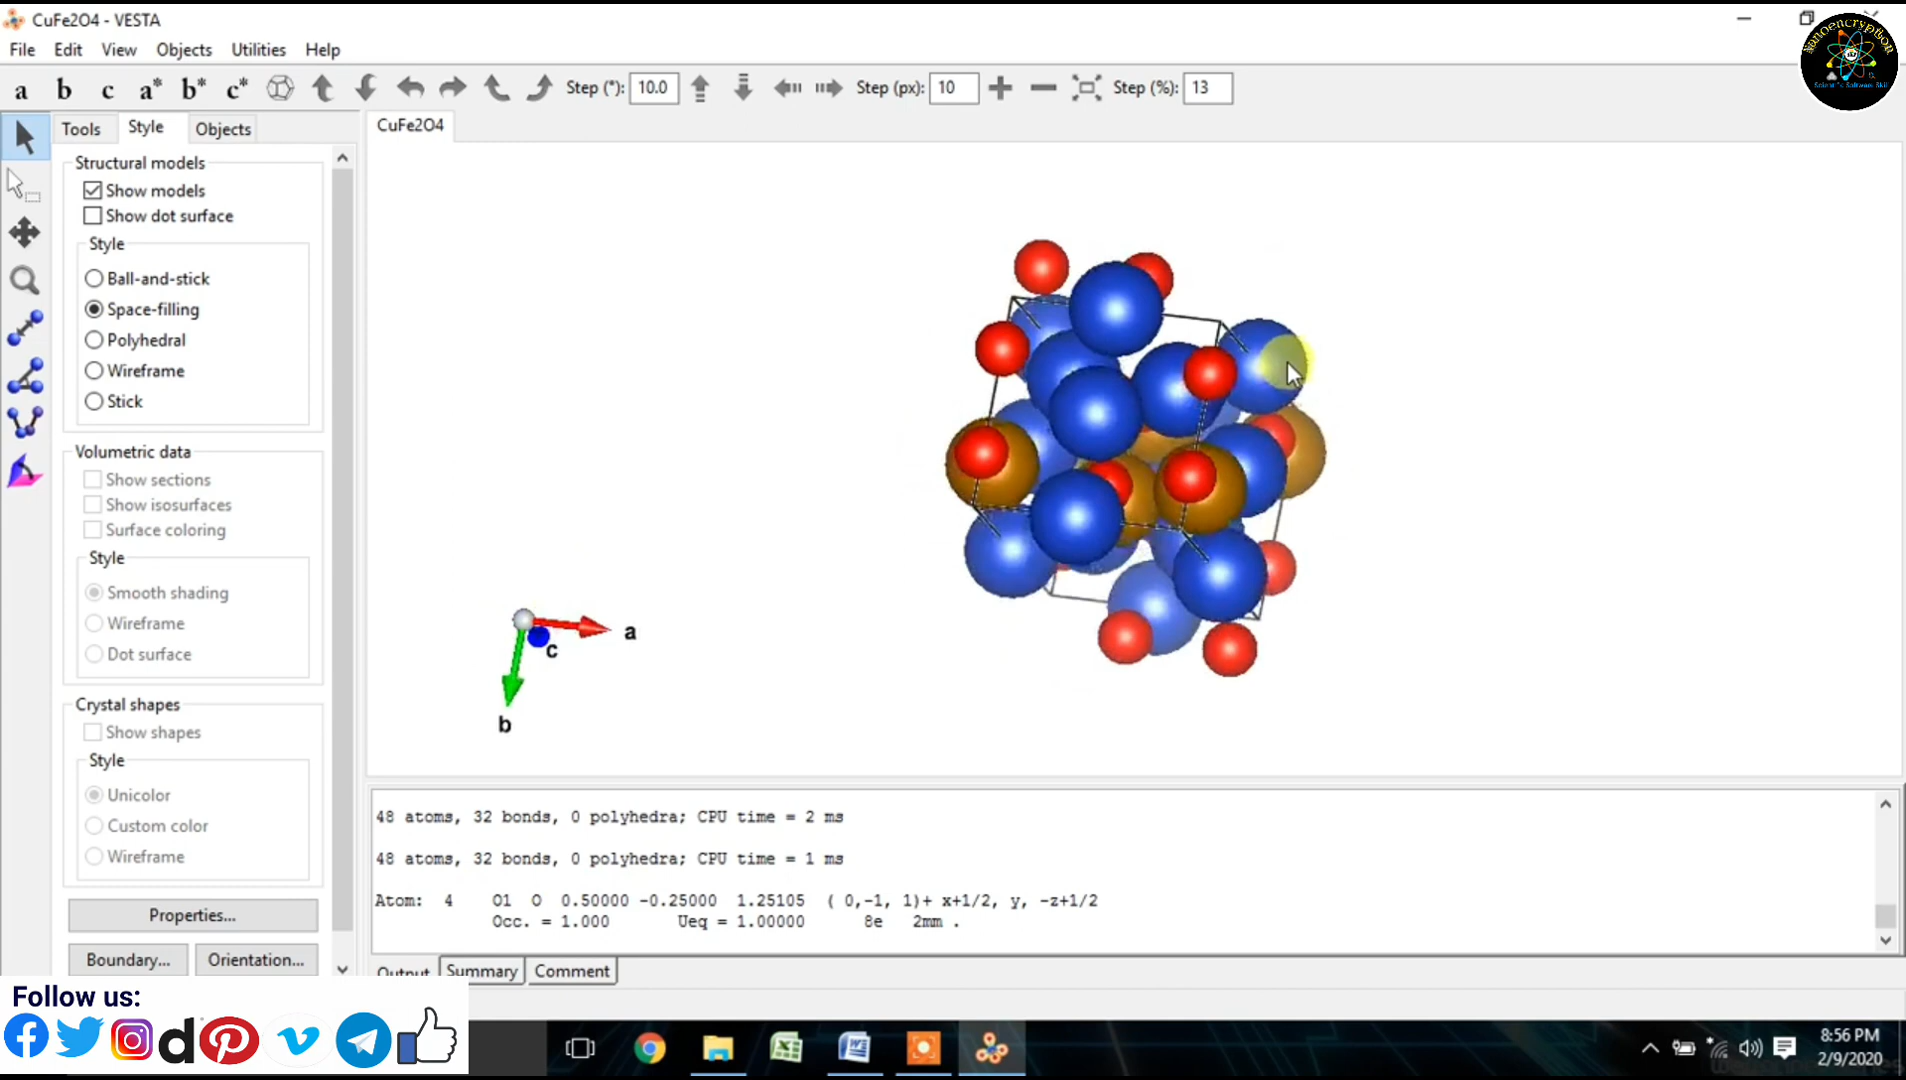 CuFe2O4 - VESTA
Nanoencryption
Scientific Software Skill
File Edit View Objects Utilities Help
a b c a* b* c* Step (°): 10.0 Step (px): 10 Step (%): 13
Tools Style Objects
CuFe2O4
Structural models
Show models
Show dot surface
Style
Ball-and-stick
Space-filling
Polyhedral
Wireframe
Stick
Volumetric data
Show sections
Show isosurfaces
Surface coloring
Style
Smooth shading
Wireframe
Dot surface
Crystal shapes
Show shapes
Style
Unicolor
Custom color
Wireframe
Properties...
Boundary... Orientation...
a
c
b
48 atoms, 32 bonds, 0 polyhedra; CPU time = 2 ms
48 atoms, 32 bonds, 0 polyhedra; CPU time = 1 ms
Atom: 4 O1 O 0.50000 -0.25000 1.25105 ( 0,-1, 1)+ x+1/2, y, -z+1/2
Occ. = 1.000 Ueq = 1.00000 8e 2mm .
Output Summary Comment
Follow us:
8:56 PM
2/9/2020